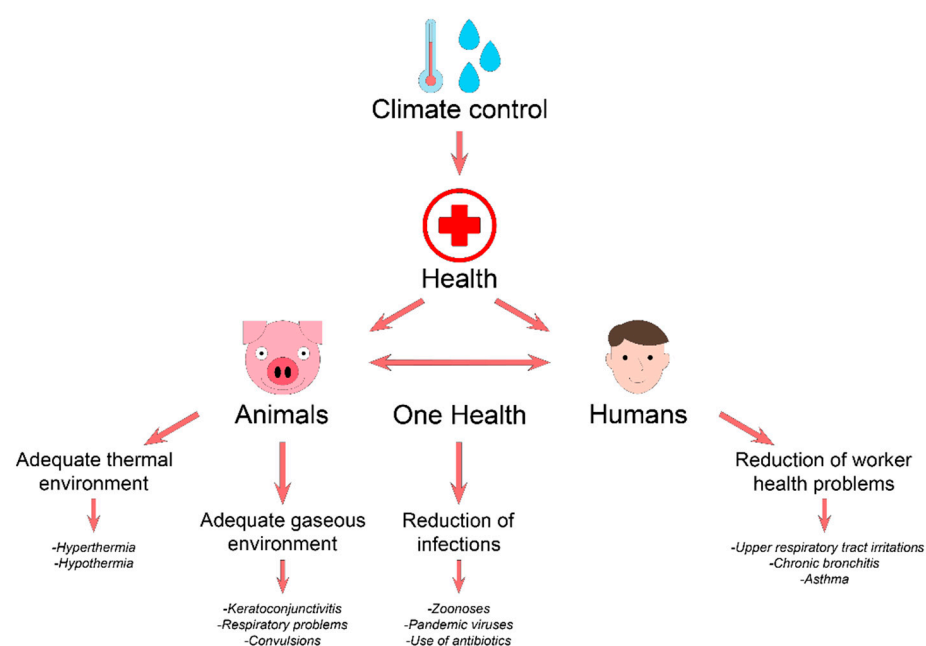 Climate control
Health
Animals
One Health
Humans
Adequate thermal
environment
-Hyperthermia
-Hypothermia
Adequate gaseous
environment
-Keratoconjunctivitis
-Respiratory problems
-Convulsions
Reduction of
infections
-Zoonoses
-Pandemic viruses
-Use of antibiotics
Reduction of worker
health problems
-Upper respiratory tract irritations
-Chronic bronchitis
-Asthma